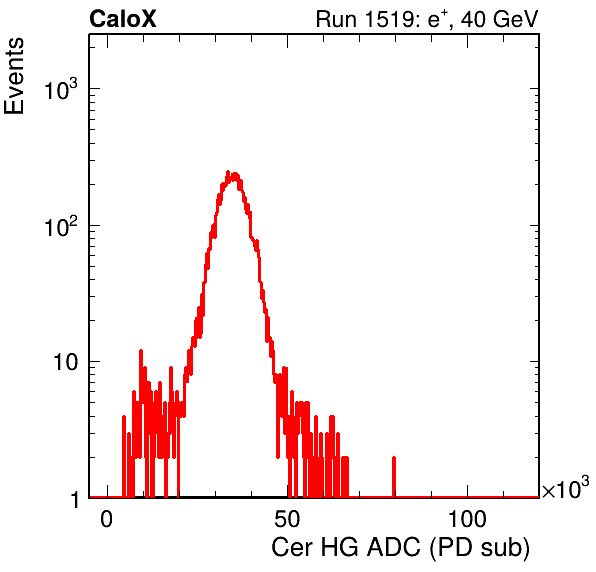 CaloX Run 1519: e⁺, 40 GeV
Events
10³
10²
10
1
0 50 100
×10³
Cer HG ADC (PD sub)